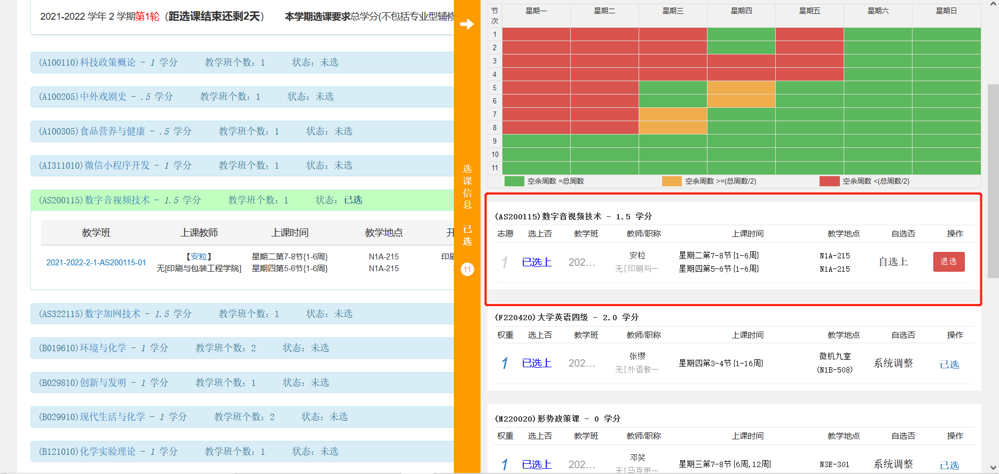 2021-2022 学年 2 学期第1轮（距选课结束还剩2天） 本学期选课要求总学分(不包括专业型辅修
(A100110)科技政策概论 - 1 学分 教学班个数：1 状态：未选
(A100205)中外戏剧史 - .5 学分 教学班个数：1 状态：未选
(A100305)食品营养与健康 - .5 学分 教学班个数：1 状态：未选
(AI311010)微信小程序开发 - 1 学分 教学班个数：1 状态：未选
(AS200115)数字音视频技术 - 1.5 学分 教学班个数：1 状态：已选
教学班 上课教师 上课时间 教学地点 开
2021-2022-2-1-AS200115-01 【安粒】 星期二第7-8节{1-6周} N1A-215 印刷
无[印刷与包装工程学院] 星期四第5-6节{1-6周} N1A-215
(AS322115)数字加网技术 - 1.5 学分 教学班个数：1 状态：未选
(B019610)环境与化学 - 1 学分 教学班个数：2 状态：未选
(B029810)创新与发明 - 1 学分 教学班个数：1 状态：未选
(B029910)现代生活与化学 - 1 学分 教学班个数：2 状态：未选
(B121010)化学实验理论 - 1 学分 教学班个数：1 状态：未选
选课信息
已选
11
节次 星期一 星期二 星期三 星期四 星期五 星期六 星期日
1
2
3
4
5
6
7
8
9
10
11
空余周数 =总周数 空余周数 >=(总周数/2) 空余周数 <(总周数/2)
(AS200115)数字音视频技术 - 1.5 学分
志愿 选上否 教学班 教师/职称 上课时间 教学地点 自选否 操作
1 已选上 202... 安粒 星期二第7-8节{1-6周} N1A-215 自选上 退选
无[印刷与… 星期四第5-6节{1-6周} N1A-215
(F220420)大学英语四级 - 2.0 学分
权重 选上否 教学班 教师/职称 上课时间 教学地点 自选否 操作
1 已选上 202... 张缵 星期四第3-4节{1-16周} 微机九室 系统调整 已选
无[外语教… (N1B-508)
(M220020)形势政策课 - 0 学分
权重 选上否 教学班 教师/职称 上课时间 教学地点 自选否 操作
1 已选上 202... 邓笑 星期三第7-8节{6周,12周} N3E-301 系统调整 已选
无[马克思…